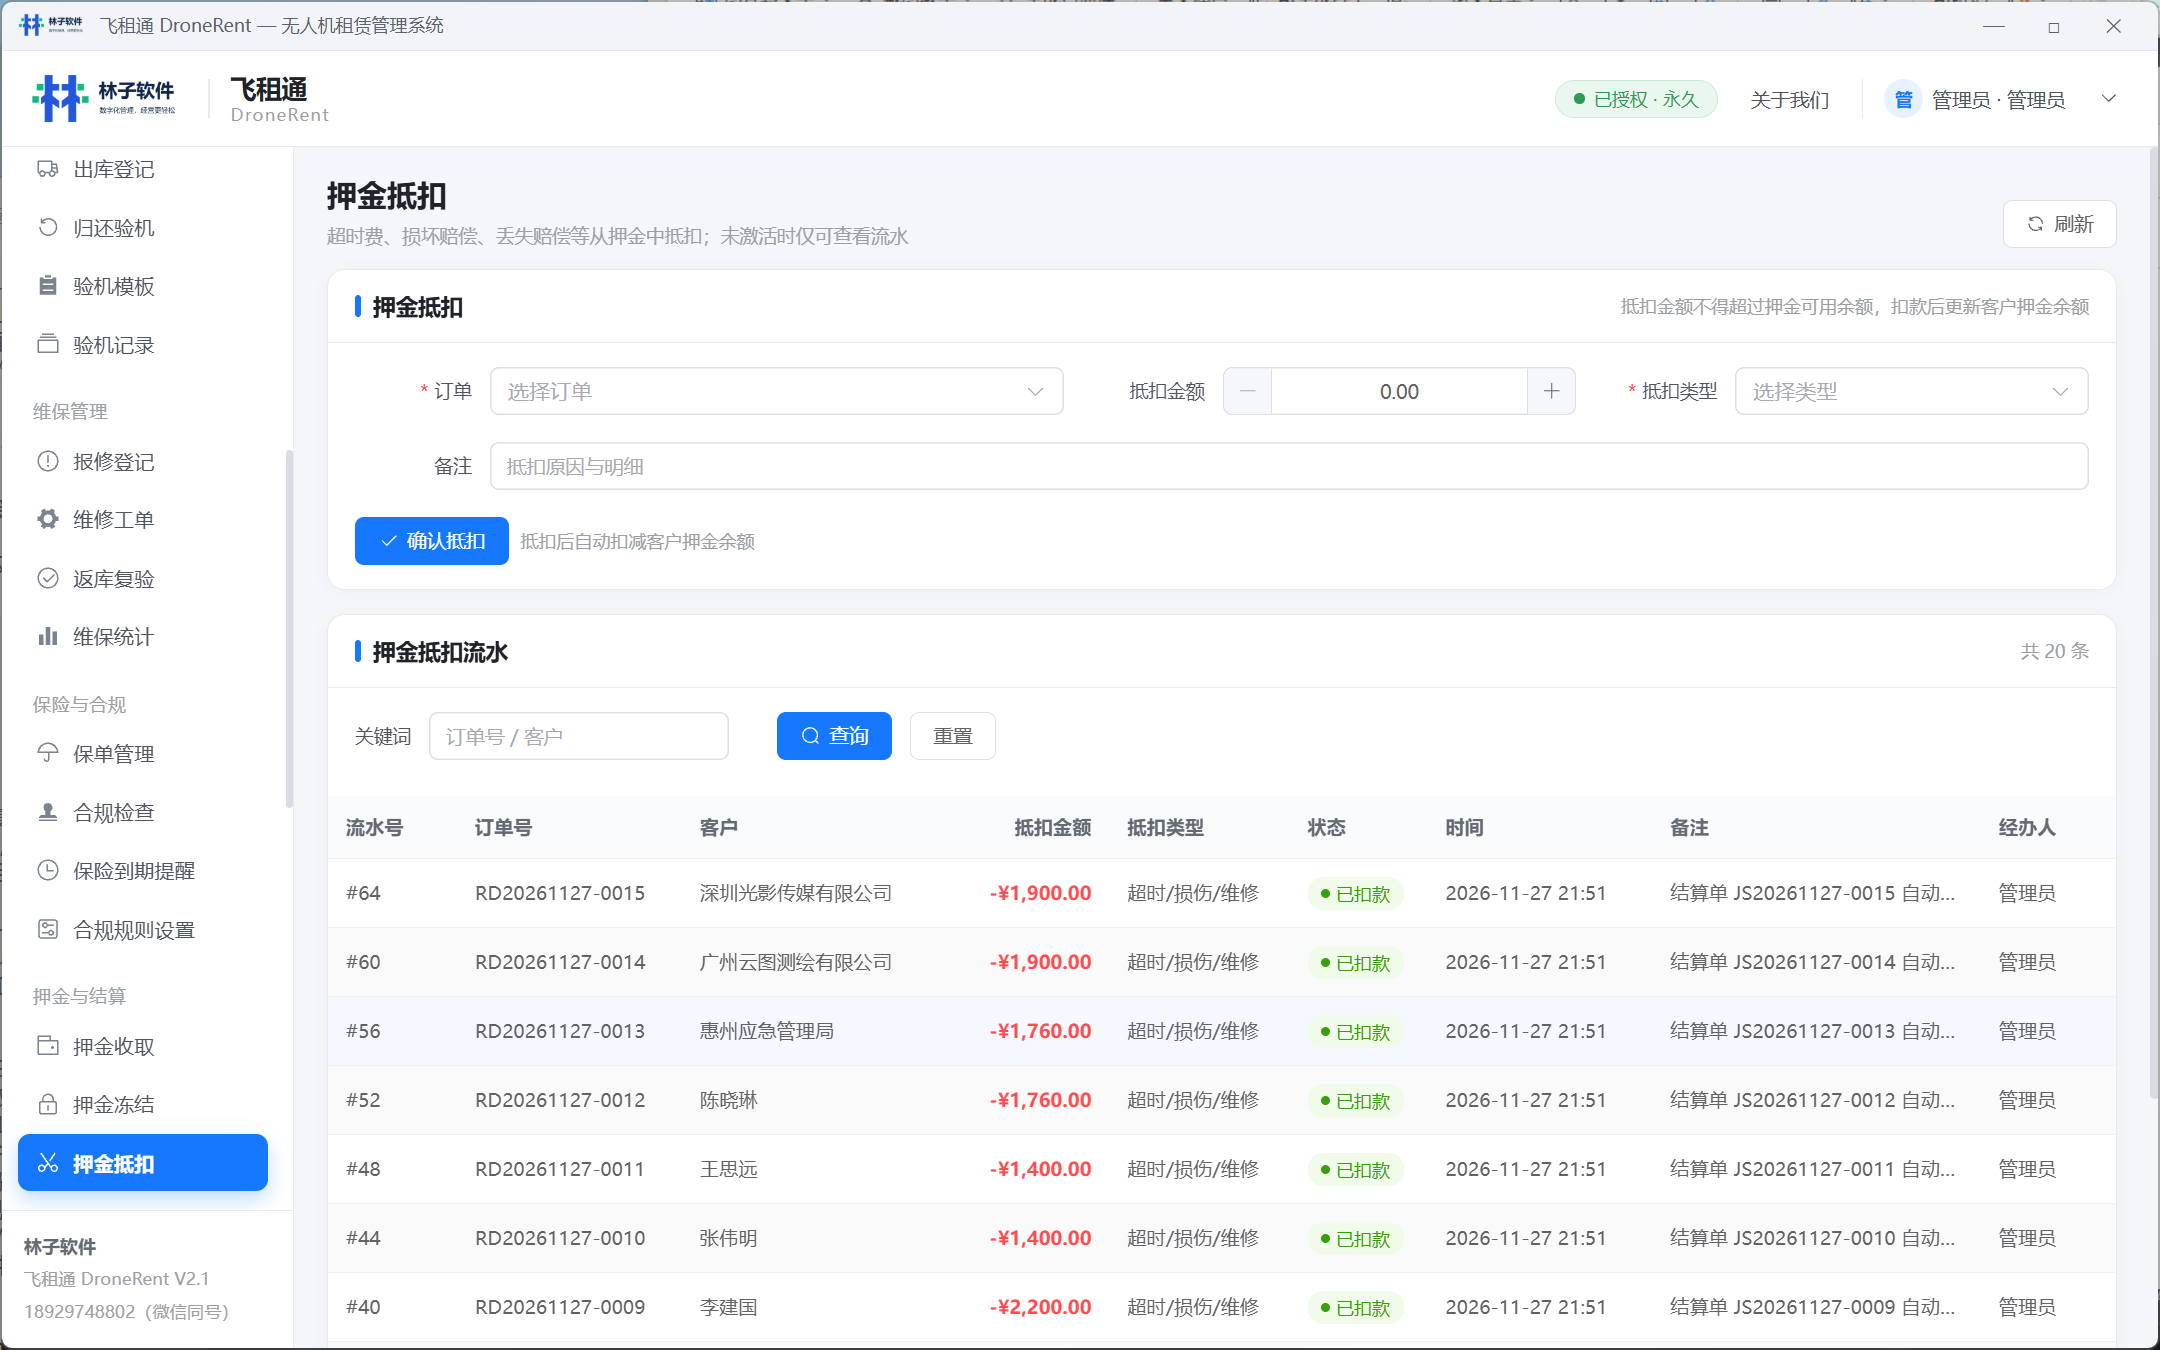 林子软件 飞租通 DroneRent — 无人机租赁管理系统
林子软件
数字化管理，经营更轻松
飞租通
DroneRent
已授权 · 永久
关于我们
管
管理员 · 管理员
出库登记
归还验机
验机模板
验机记录
维保管理
报修登记
维修工单
返库复验
维保统计
保险与合规
保单管理
合规检查
保险到期提醒
合规规则设置
押金与结算
押金收取
押金冻结
押金抵扣
林子软件
飞租通 DroneRent V2.1
18929748802（微信同号）
押金抵扣
超时费、损坏赔偿、丢失赔偿等从押金中抵扣；未激活时仅可查看流水
刷新
押金抵扣
抵扣金额不得超过押金可用余额，扣款后更新客户押金余额
* 订单 选择订单 抵扣金额 0.00 * 抵扣类型 选择类型
备注 抵扣原因与明细
确认抵扣 抵扣后自动扣减客户押金余额
押金抵扣流水
共 20 条
关键词 订单号 / 客户 查询 重置
流水号 订单号 客户 抵扣金额 抵扣类型 状态 时间 备注 经办人
#64 RD20261127-0015 深圳光影传媒有限公司 -¥1,900.00 超时/损伤/维修 已扣款 2026-11-27 21:51 结算单 JS20261127-0015 自动... 管理员
#60 RD20261127-0014 广州云图测绘有限公司 -¥1,900.00 超时/损伤/维修 已扣款 2026-11-27 21:51 结算单 JS20261127-0014 自动... 管理员
#56 RD20261127-0013 惠州应急管理局 -¥1,760.00 超时/损伤/维修 已扣款 2026-11-27 21:51 结算单 JS20261127-0013 自动... 管理员
#52 RD20261127-0012 陈晓琳 -¥1,760.00 超时/损伤/维修 已扣款 2026-11-27 21:51 结算单 JS20261127-0012 自动... 管理员
#48 RD20261127-0011 王思远 -¥1,400.00 超时/损伤/维修 已扣款 2026-11-27 21:51 结算单 JS20261127-0011 自动... 管理员
#44 RD20261127-0010 张伟明 -¥1,400.00 超时/损伤/维修 已扣款 2026-11-27 21:51 结算单 JS20261127-0010 自动... 管理员
#40 RD20261127-0009 李建国 -¥2,200.00 超时/损伤/维修 已扣款 2026-11-27 21:51 结算单 JS20261127-0009 自动... 管理员